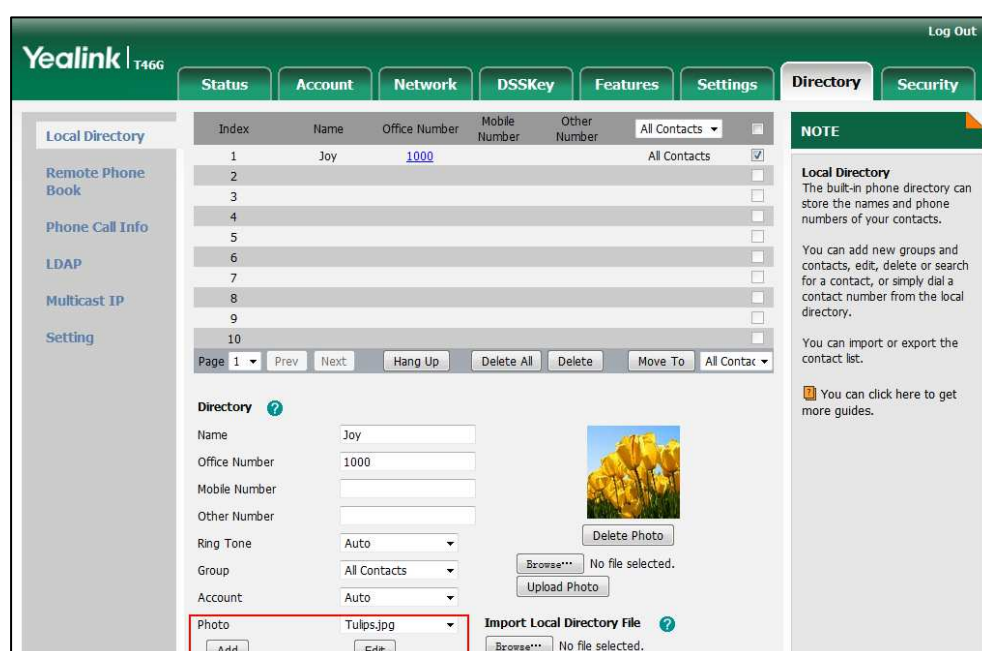 Log Out
Yealink T46G
Status Account Network DSSKey Features Settings Directory Security
Local Directory
Remote Phone
Book
Phone Call Info
LDAP
Multicast IP
Setting
Index Name Office Number Mobile Number Other Number All Contacts
1 Joy 1000 All Contacts
2
3
4
5
6
7
8
9
10
Page 1 Prev Next Hang Up Delete All Delete Move To All Contac
Directory ?
Name Joy
Office Number 1000
Mobile Number
Other Number
Delete Photo
Ring Tone Auto
Browse… No file selected.
Group All Contacts
Upload Photo
Account Auto
Photo Tulips.jpg
Import Local Directory File ?
Add Edit
Browse… No file selected.
NOTE
Local Directory
The built-in phone directory can
store the names and phone
numbers of your contacts.
You can add new groups and
contacts, edit, delete or search
for a contact, or simply dial a
contact number from the local
directory.
You can import or export the
contact list.
? You can click here to get
more guides.